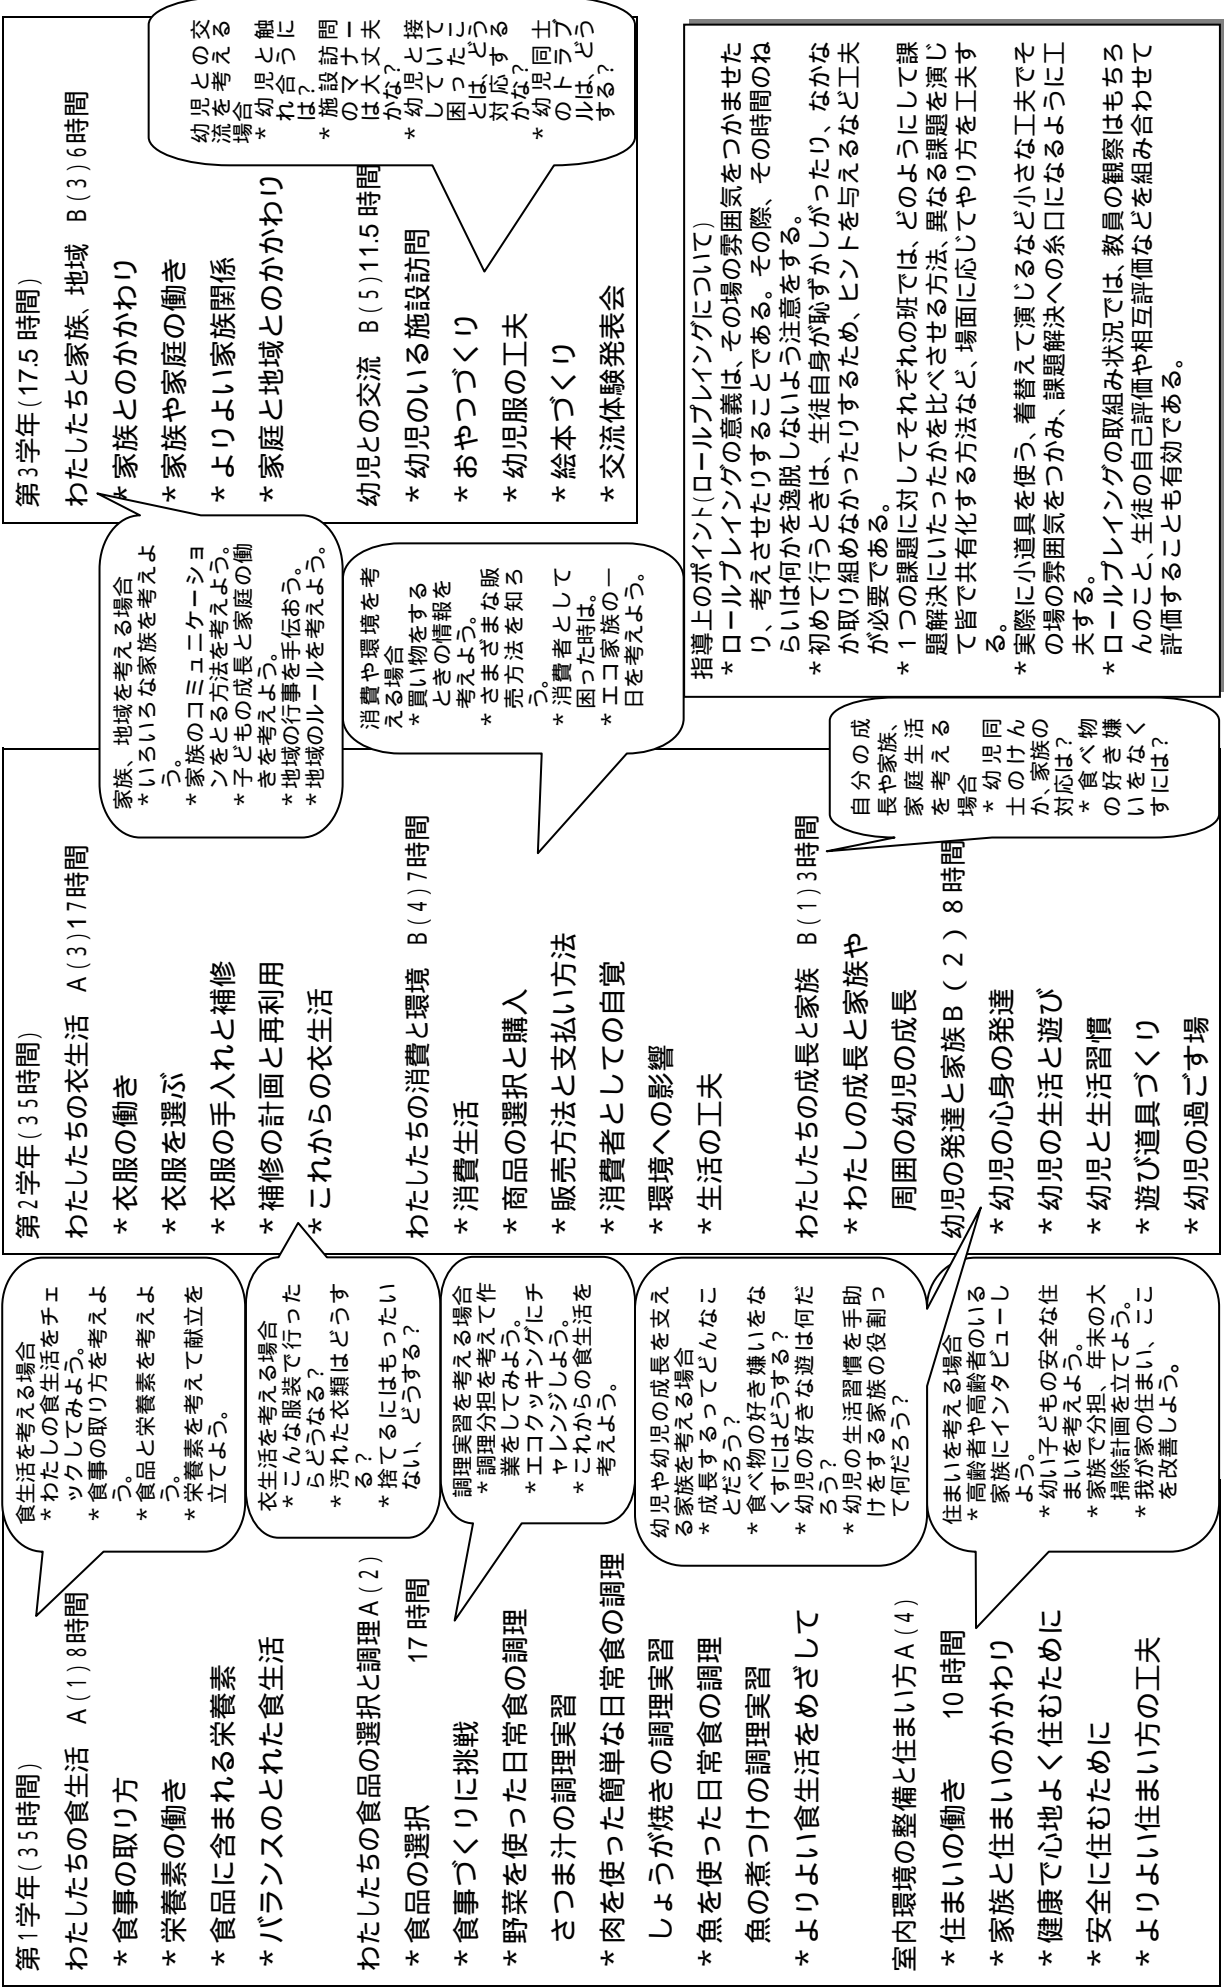 第1学年(35時間)
わたしたちの食生活 A(1)8時間
*食事の取り方
*栄養素の働き
*食品に含まれる栄養素
*バランスのとれた食生活
わたしたちの食品の選択と調理A(2)
*食品の選択 17時間
*食事づくりに挑戦
*野菜を使った日常食の調理
さつま汁の調理実習
*肉を使った簡単な日常食の調理
しょうが焼きの調理実習
*魚を使った日常食の調理
魚の煮つけの調理実習
*よりよい食生活をめざして
室内環境の整備と住まい方A(4)
*住まいの働き 10時間
*家族と住まいのかかわり
*健康で心地よく住むために
*安全に住むために
*よりよい住まい方の工夫
食生活を考える場合
*わたしの食生活をチェ
ックしてみよう。
*食事の取り方を考えよ
う。
*食品と栄養素を考えよ
う。
*栄養素を考えて献立を
立てよう。
衣生活を考える場合
*こんな服装で行った
らどうなる?
*汚れた衣類はどうす
る?
*捨てるにはもったい
ない、どうする?
調理実習を考える場合
*調理分担を考えて作
業をしてみよう。
*エコクッキングにチ
ャレンジしよう。
*これからの食生活を
考えよう。
幼児や幼児の成長を支え
る家族を考える場合
*成長するってどんなこ
とだろう?
*食べ物の好き嫌いをな
くすにはどうする?
*幼児の好きな遊は何だ
ろう?
*幼児の生活習慣を手助
けをする家族の役割っ
て何だろう?
住まいを考える場合
*高齢者や高齢者のいる
家族にインタビューし
よう。
*幼い子どもの安全な住
まいを考えよう。
*家族で分担、年末の大
掃除計画を立てよう。
*我が家の住まい、ここ
を改善しよう。
第2学年(35時間)
わたしたちの衣生活 A(3)17時間
*衣服の働き
*衣服を選ぶ
*衣服の手入れと補修
*補修の計画と再利用
*これからの衣生活
わたしたちの消費と環境 B(4)7時間
*消費生活
*商品の選択と購入
*販売方法と支払い方法
*消費者としての自覚
*環境への影響
*生活の工夫
わたしたちの成長と家族 B(1)3時間
*わたしの成長と家族や
周囲の幼児の成長
幼児の発達と家族B(2)8時間
*幼児の心身の発達
*幼児の生活と遊び
*幼児と生活習慣
*遊び道具づくり
*幼児の過ごす場
家族、地域を考える場合
*いろいろな家族を考えよ
う。
*家族のコミュニケーショ
ンをとる方法を考えよう。
*子どもの成長と家庭の働
きを考えよう。
*地域の行事を手伝おう。
*地域のルールを考えよう。
消費や環境を考
える場合
*買い物をする
ときの情報を
考えよう。
*さまざまな販
売方法を知ろ
う。
*消費者として
困った時は。
*エコ家族の一
日を考えよう。
自分の成
長や家族、
家庭生活
を考える
場合
*幼児同
士のけん
か、家族の
対応は?
*食べ物
の好き嫌
いをなく
すには?
第3学年(17.5時間)
わたしたちと家族、地域 B(3)6時間
*家族とのかかわり
*家族や家庭の働き
*よりよい家族関係
*家庭と地域とのかかわり
幼児との交流 B(5)11.5時間
*幼児のいる施設訪問
*おやつづくり
*幼児服の工夫
*絵本づくり
*交流体験発表会
幼児との交
流を考える
場合
*幼児と触
れ合うに
は?
*施設訪問
のマナー
は大丈夫
かな?
*幼児と接
していて
困ったこ
とは、どう
対応する
かな?
*幼児同士
のトラブ
ルは、どう
する?
指導上のポイント(ロールプレイングについて)
*ロールプレイングの意義は、その場の雰囲気をつかませた
り、考えさせたりすることである。その際、その時間のね
らいは何かを逸脱しないよう注意をする。
*初めて行うときは、生徒自身が恥ずかしがったり、なかな
か取り組めなかったりするため、ヒントを与えるなど工夫
が必要である。
*1つの課題に対してそれぞれの班では、どのようにして課
題解決にいたったかを比べさせる方法、異なる課題を演じ
て皆で共有化する方法など、場面に応じてやり方を工夫す
る。
*実際に小道具を使う、着替えて演じるなど小さな工夫でそ
の場の雰囲気をつかみ、課題解決への糸口になるように工
夫する。
*ロールプレイングの取組み状況では、教員の観察はもちろ
んのこと、生徒の自己評価や相互評価などを組み合わせて
評価することも有効である。